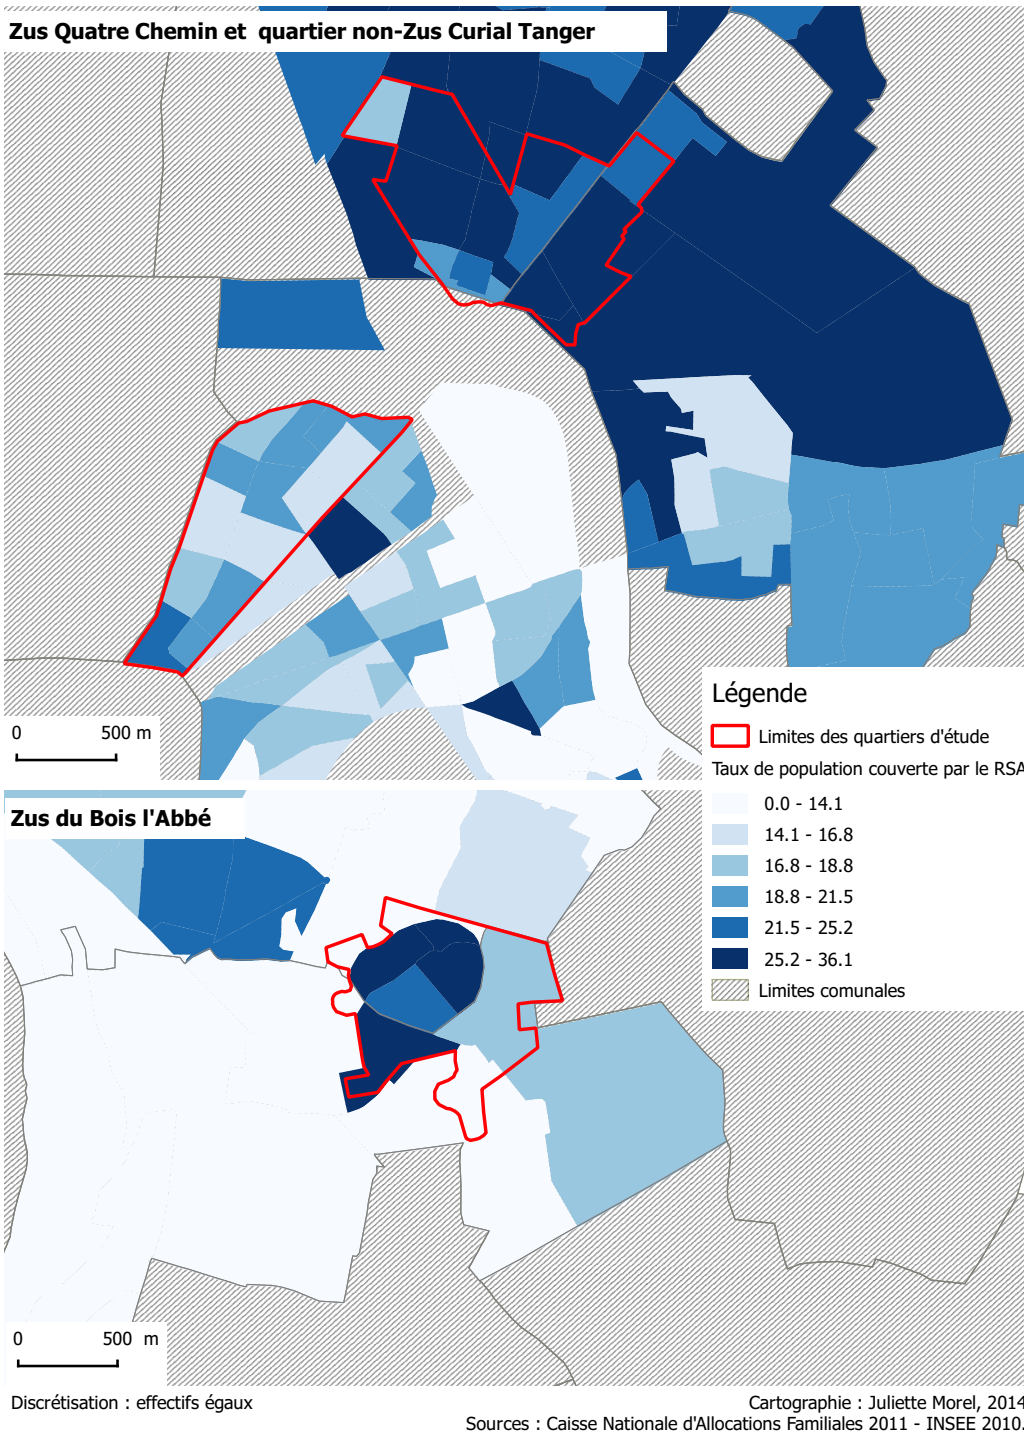 Zus Quatre Chemin et quartier non-Zus Curial Tanger
0 500 m
Légende
Limites des quartiers d'étude
Taux de population couverte par le RSA
0.0 - 14.1
14.1 - 16.8
16.8 - 18.8
18.8 - 21.5
21.5 - 25.2
25.2 - 36.1
Limites comunales
Zus du Bois l'Abbé
0 500 m
Discrétisation : effectifs égaux
Cartographie : Juliette Morel, 2014
Sources : Caisse Nationale d'Allocations Familiales 2011 - INSEE 2010.